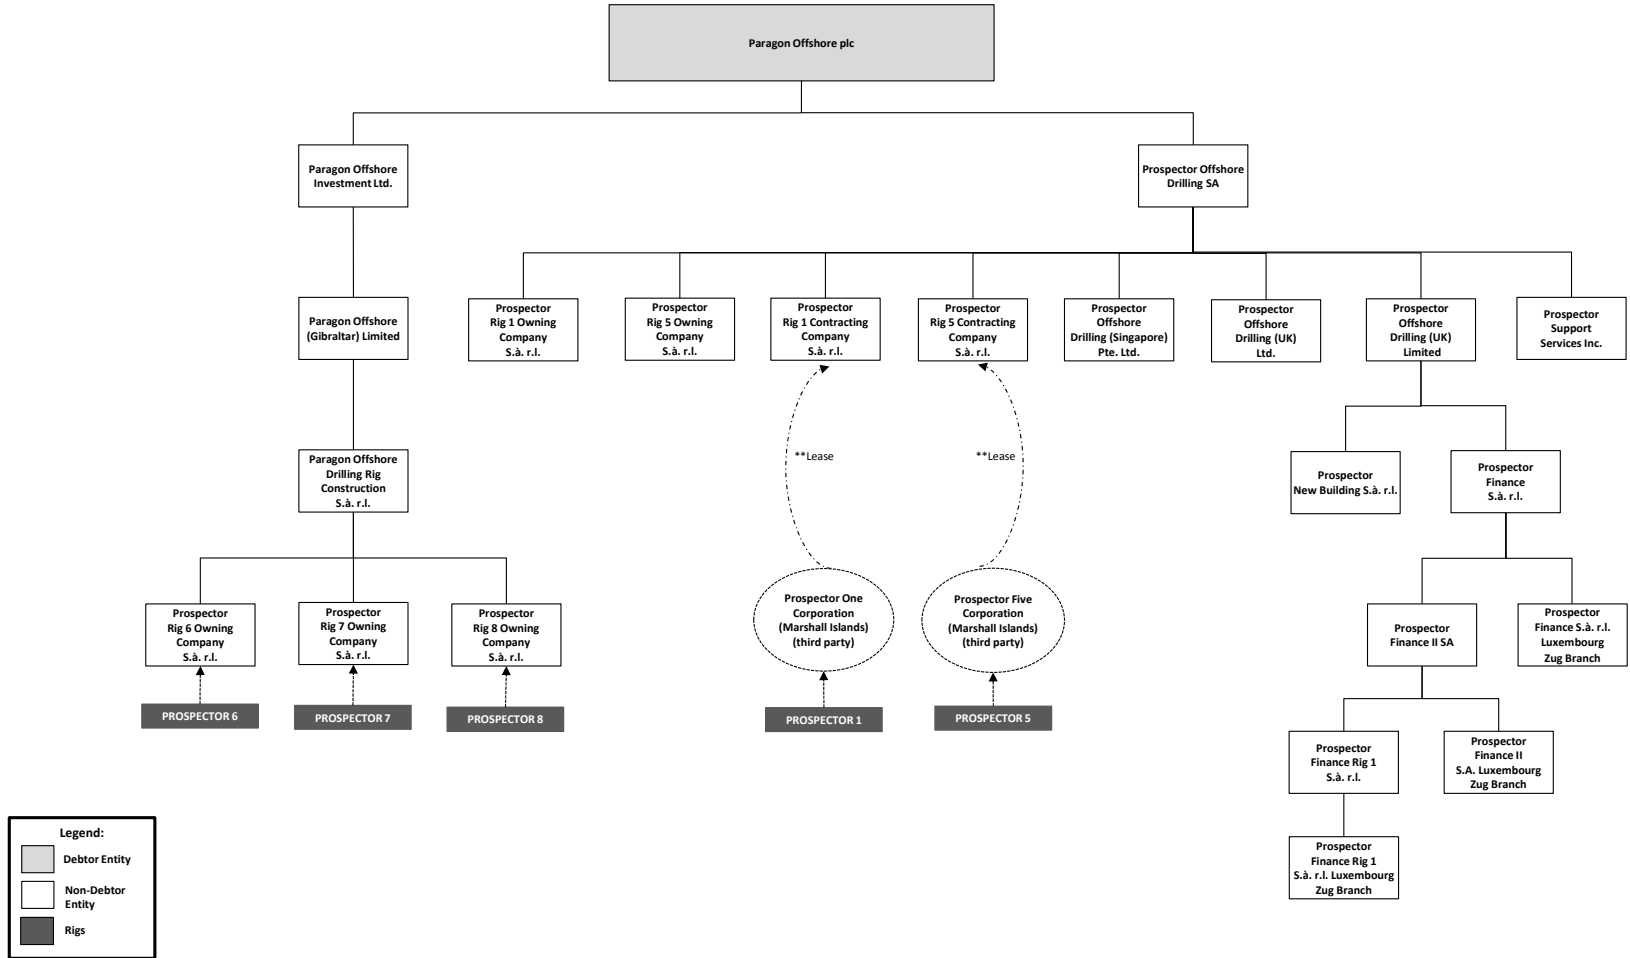 Paragon Offshore plc
Paragon Offshore
Investment Ltd.
Prospector Offshore
Drilling SA
Paragon Offshore
(Gibraltar) Limited
Prospector
Rig 1 Owning
Company
S.à. r.l.
Prospector
Rig 5 Owning
Company
S.à. r.l.
Prospector
Rig 1 Contracting
Company
S.à. r.l.
Prospector
Rig 5 Contracting
Company
S.à. r.l.
Prospector
Offshore
Drilling (Singapore)
Pte. Ltd.
Prospector
Offshore
Drilling (UK)
Ltd.
Prospector
Offshore
Drilling (UK)
Limited
Prospector
Support
Services Inc.
**Lease
**Lease
Paragon Offshore
Drilling Rig
Construction
S.à. r.l.
Prospector
New Building S.à. r.l.
Prospector
Finance
S.à. r.l.
Prospector
Rig 6 Owning
Company
S.à. r.l.
Prospector
Rig 7 Owning
Company
S.à. r.l.
Prospector
Rig 8 Owning
Company
S.à. r.l.
Prospector One
Corporation
(Marshall Islands)
(third party)
Prospector Five
Corporation
(Marshall Islands)
(third party)
Prospector
Finance II SA
Prospector
Finance S.à. r.l.
Luxembourg
Zug Branch
PROSPECTOR 6
PROSPECTOR 7
PROSPECTOR 8
PROSPECTOR 1
PROSPECTOR 5
Prospector
Finance Rig 1
S.à. r.l.
Prospector
Finance II
S.A. Luxembourg
Zug Branch
Prospector
Finance Rig 1
S.à. r.l. Luxembourg
Zug Branch
Legend:
Debtor Entity
Non-Debtor
Entity
Rigs